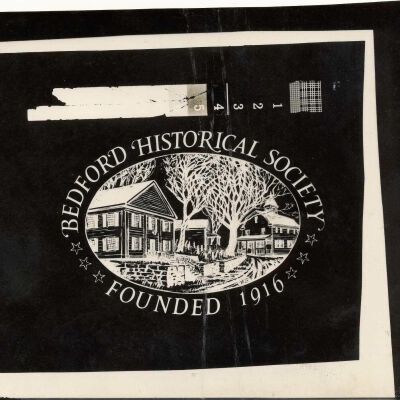 5 4 3 2 1
BEDFORD HISTORICAL SOCIETY
FOUNDED 1916